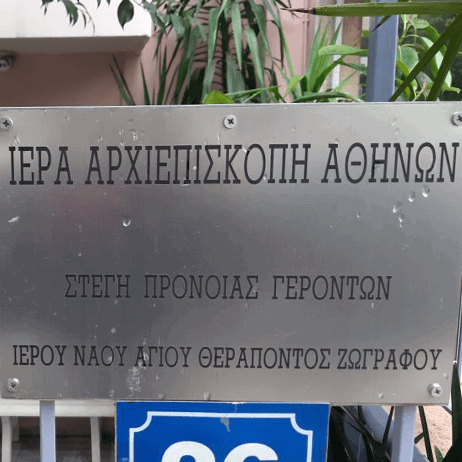 ΙΕΡΑ ΑΡΧΙΕΠΙΣΚΟΠΗ ΑΘΗΝΩΝ
ΣΤΕΓΗ ΠΡΟΝΟΙΑΣ ΓΕΡΟΝΤΩΝ
ΙΕΡΟΥ ΝΑΟΥ ΑΓΙΟΥ ΘΕΡΑΠΟΝΤΟΣ ΖΩΓΡΑΦΟΥ